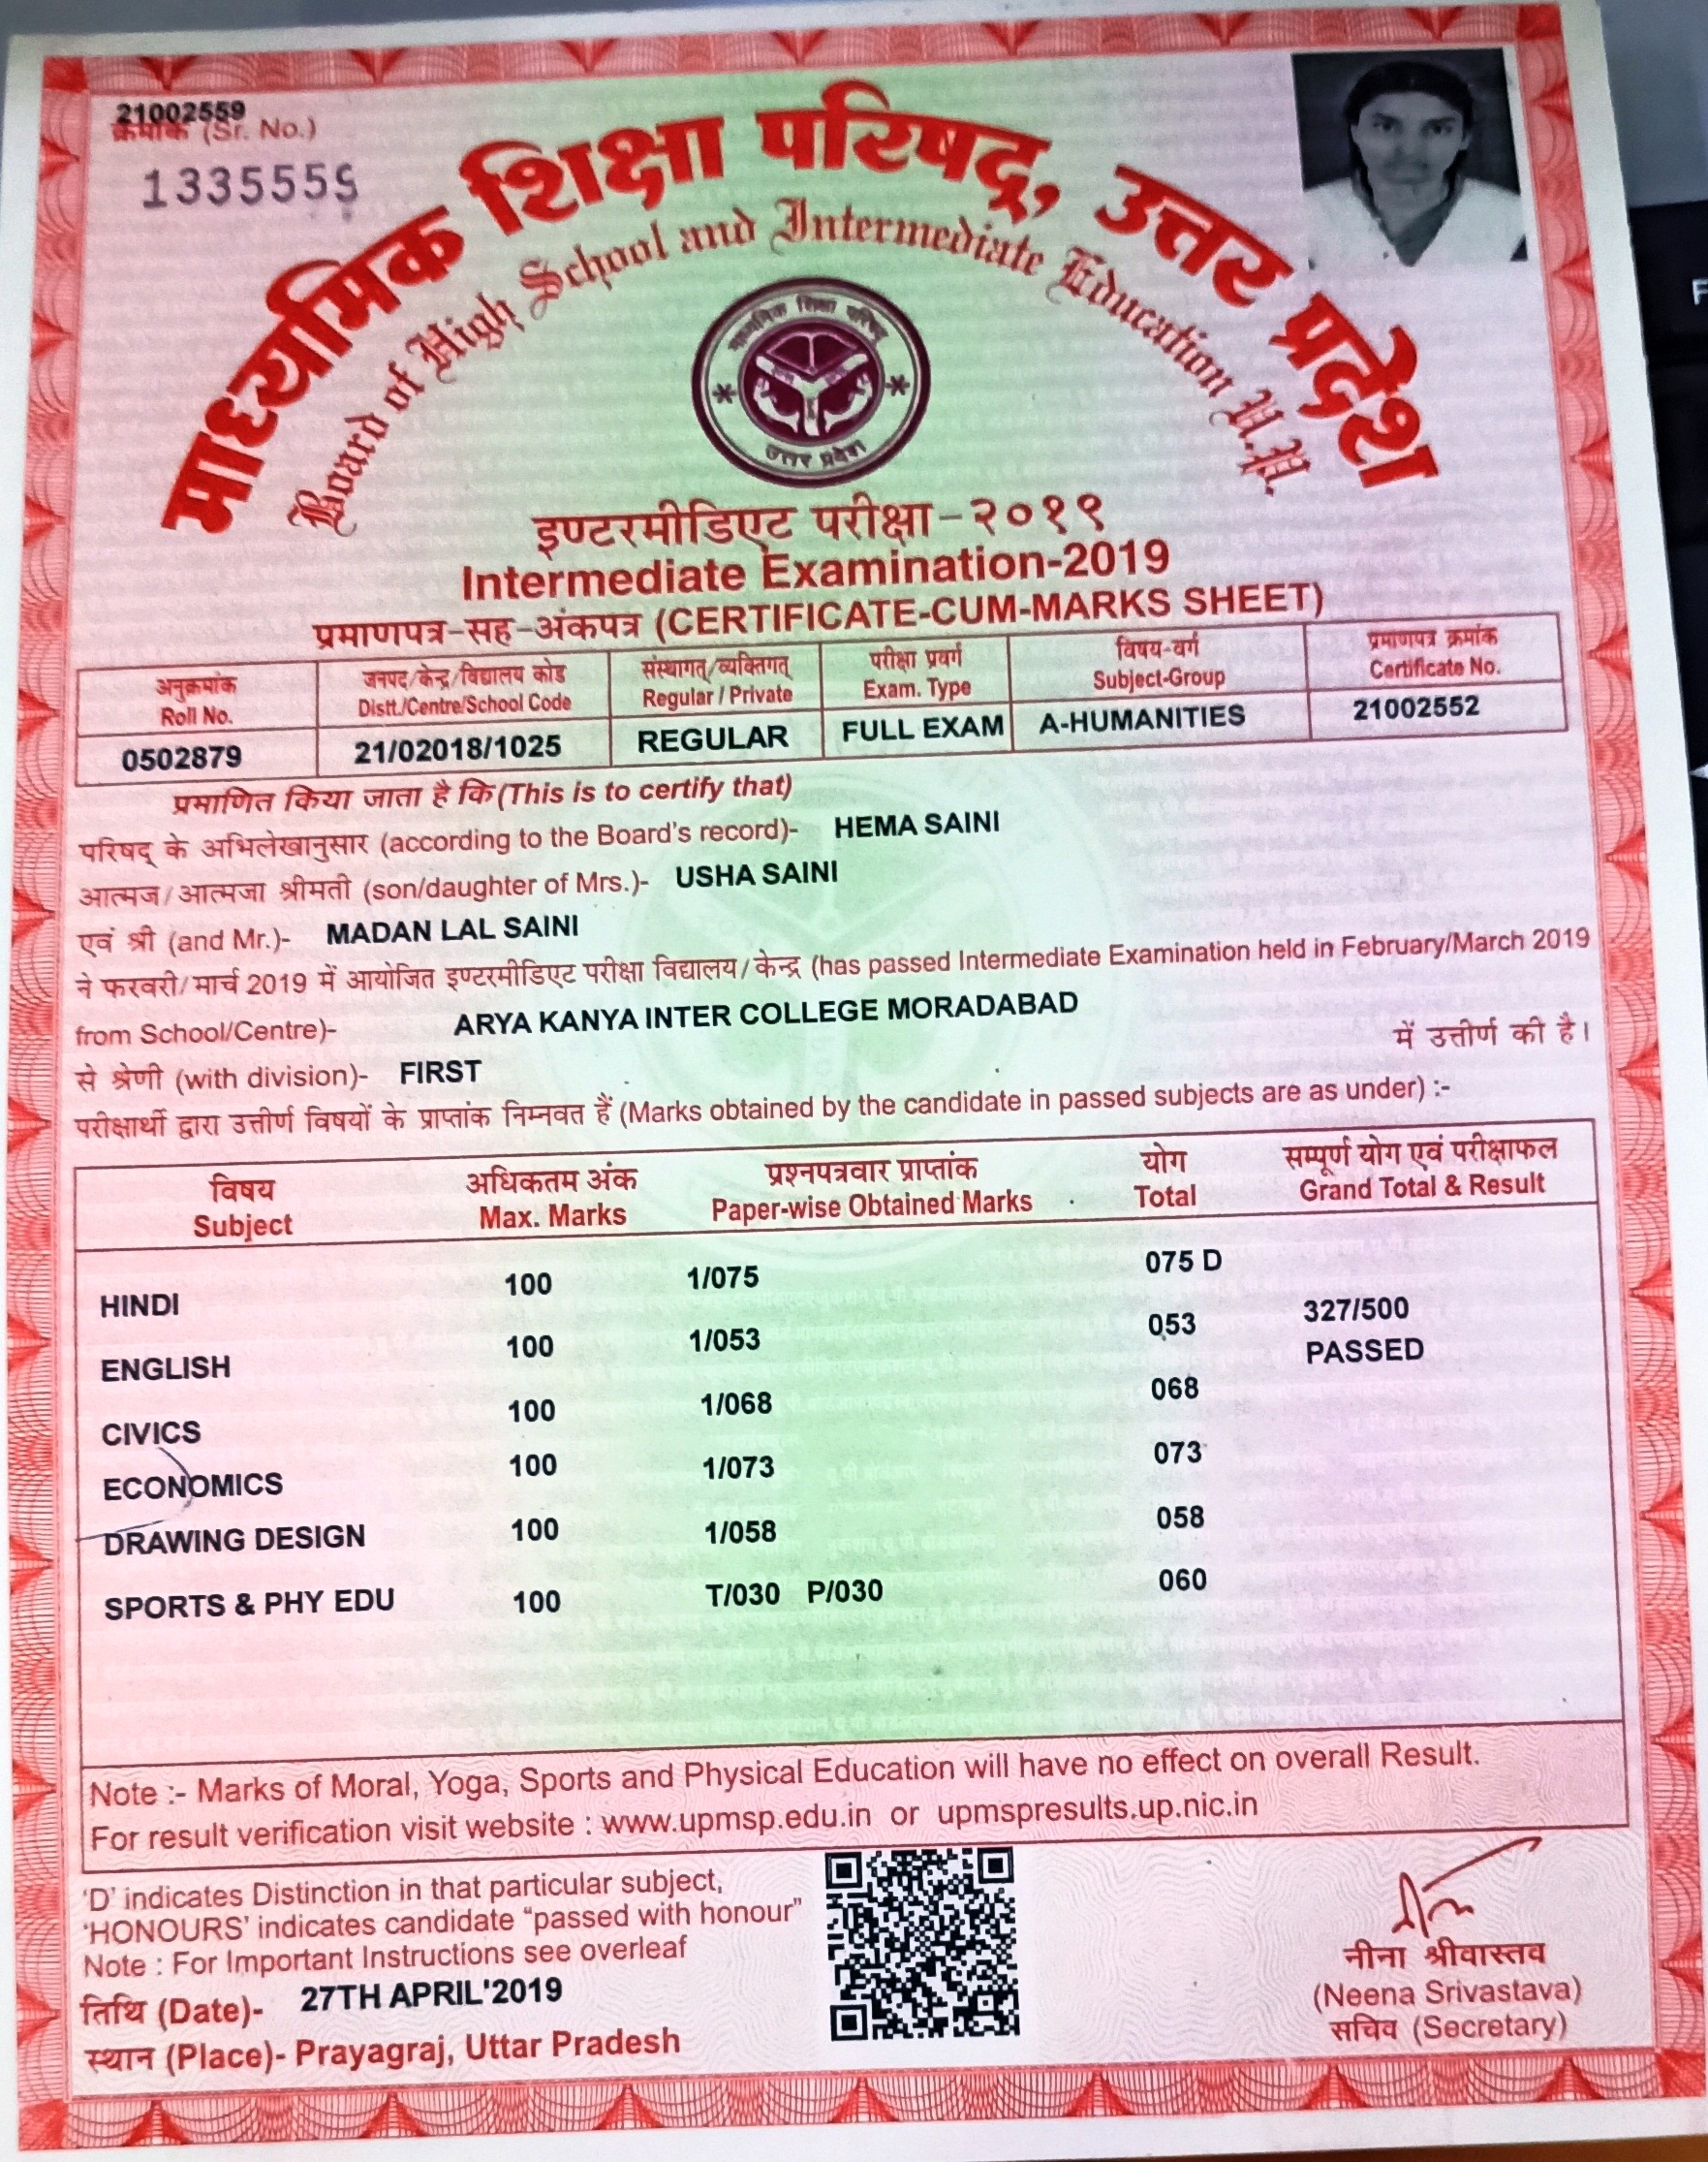 21002559
क्रमांक (Sr. No.)
1335559
माध्यमिक शिक्षा परिषद्, उत्तर प्रदेश
Board of High School and Intermediate Education U.P.
माध्यमिक शिक्षा परिषद्
उत्तर प्रदेश
इण्टरमीडिएट परीक्षा-२०१९
Intermediate Examination-2019
प्रमाणपत्र-सह-अंकपत्र (CERTIFICATE-CUM-MARKS SHEET)
अनुक्रमांक जनपद/केन्द्र/विद्यालय कोड संस्थागत्/व्यक्तिगत् परीक्षा प्रवर्ग विषय-वर्ग प्रमाणपत्र क्रमांक
Roll No. Distt./Centre/School Code Regular / Private Exam. Type Subject-Group Certificate No.
0502879 21/02018/1025 REGULAR FULL EXAM A-HUMANITIES 21002552
प्रमाणित किया जाता है कि (This is to certify that)
परिषद् के अभिलेखानुसार (according to the Board's record)- HEMA SAINI
आत्मज/आत्मजा श्रीमती (son/daughter of Mrs.)- USHA SAINI
एवं श्री (and Mr.)- MADAN LAL SAINI
ने फरवरी/मार्च 2019 में आयोजित इण्टरमीडिएट परीक्षा विद्यालय/केन्द्र (has passed Intermediate Examination held in February/March 2019
from School/Centre)- ARYA KANYA INTER COLLEGE MORADABAD
से श्रेणी (with division)- FIRST में उत्तीर्ण की है।
परीक्षार्थी द्वारा उत्तीर्ण विषयों के प्राप्तांक निम्नवत हैं (Marks obtained by the candidate in passed subjects are as under) :-
विषय अधिकतम अंक प्रश्नपत्रवार प्राप्तांक योग सम्पूर्ण योग एवं परीक्षाफल
Subject Max. Marks Paper-wise Obtained Marks Total Grand Total & Result
HINDI 100 1/075 075 D
ENGLISH 100 1/053 053 327/500
PASSED
CIVICS 100 1/068 068
ECONOMICS 100 1/073 073
DRAWING DESIGN 100 1/058 058
SPORTS & PHY EDU 100 T/030 P/030 060
Note :- Marks of Moral, Yoga, Sports and Physical Education will have no effect on overall Result.
For result verification visit website : www.upmsp.edu.in or upmspresults.up.nic.in
'D' indicates Distinction in that particular subject,
'HONOURS' indicates candidate "passed with honour"
Note : For Important Instructions see overleaf
तिथि (Date)- 27TH APRIL'2019
स्थान (Place)- Prayagraj, Uttar Pradesh
नीना श्रीवास्तव
(Neena Srivastava)
सचिव (Secretary)